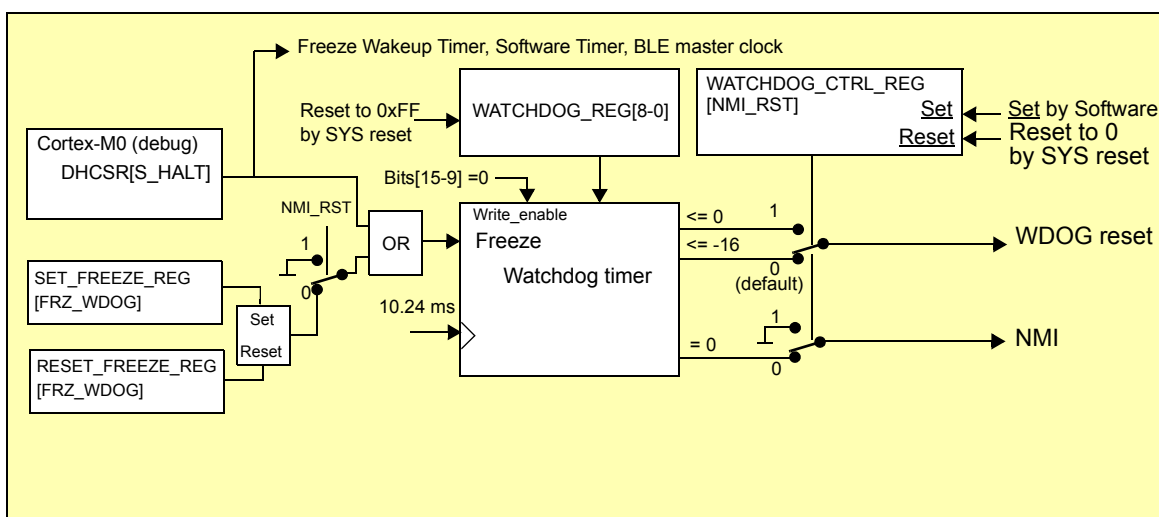 Freeze Wakeup Timer, Software Timer, BLE master clock
Reset to 0xFF
by SYS reset
WATCHDOG_REG[8-0]
WATCHDOG_CTRL_REG
[NMI_RST]
Set
Reset
Set by Software
Reset to 0
by SYS reset
Cortex-M0 (debug)
DHCSR[S_HALT]
Bits[15-9] =0
NMI_RST
1
0
OR
Write_enable
Freeze
Watchdog timer
10.24 ms
<= 0
<= -16
= 0
1
0
(default)
WDOG reset
1
0
NMI
SET_FREEZE_REG
[FRZ_WDOG]
Set
Reset
RESET_FREEZE_REG
[FRZ_WDOG]